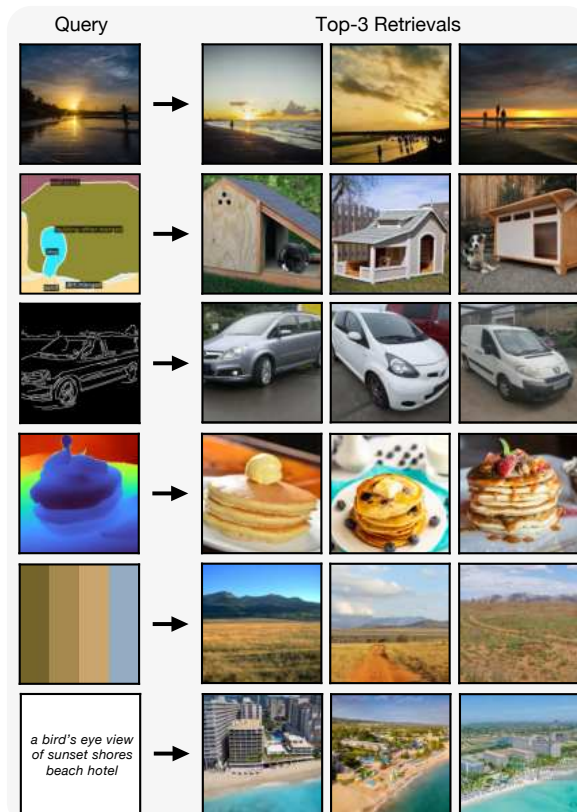 Query
Top-3 Retrievals
a bird's eye view
of sunset shores
beach hotel